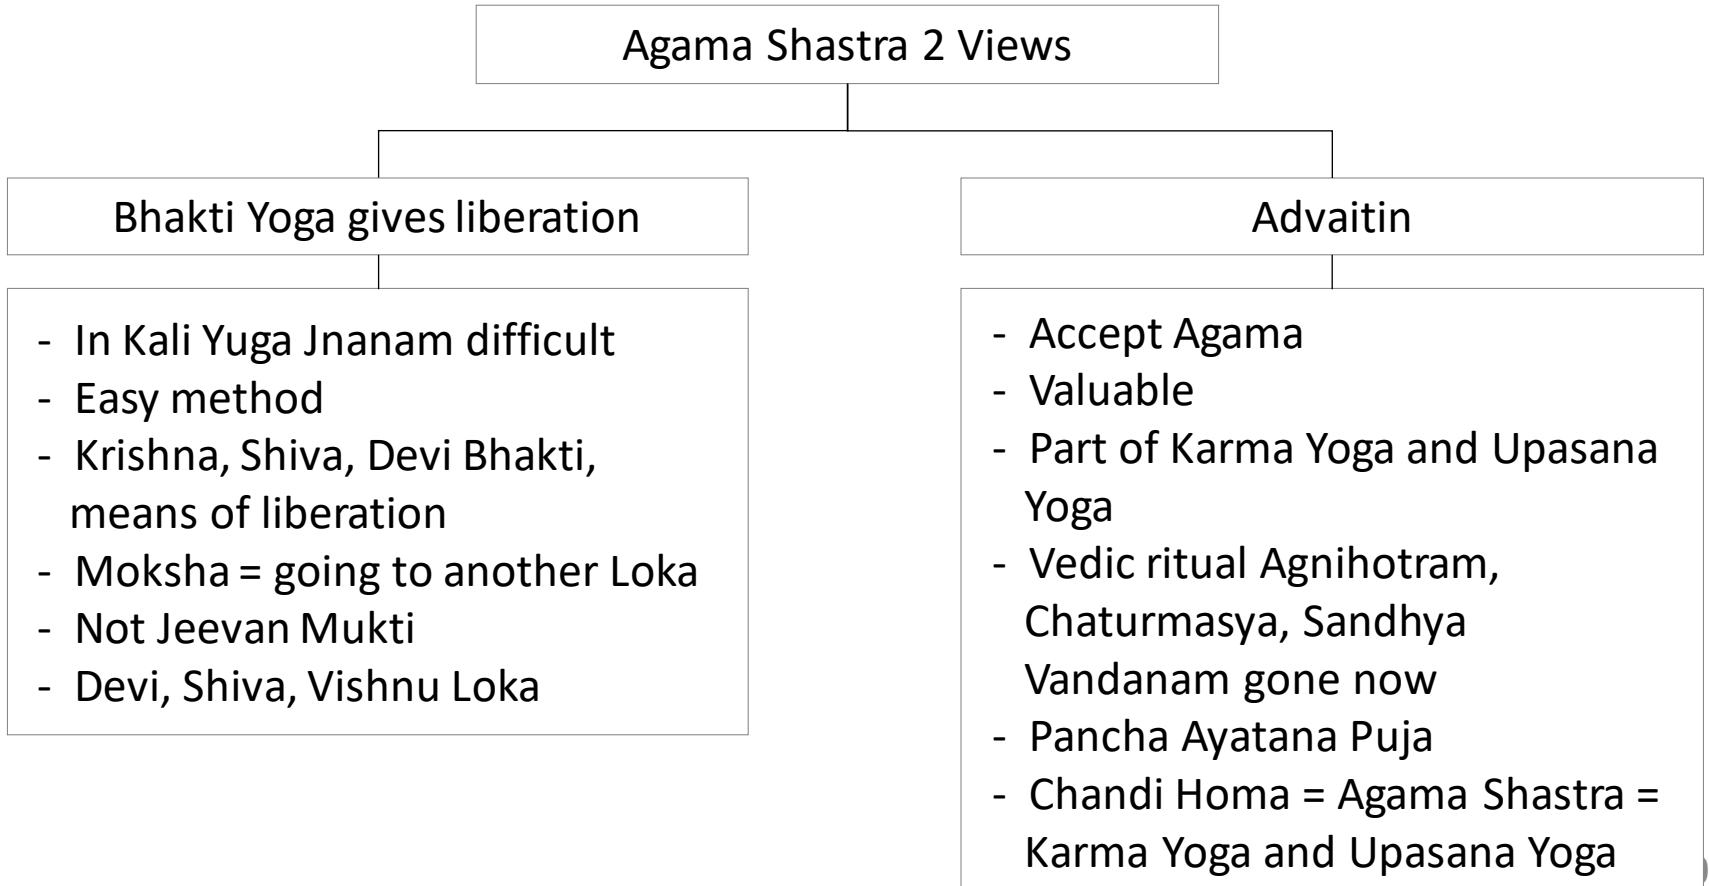 Agama Shastra 2 Views
Bhakti Yoga gives liberation
- In Kali Yuga Jnanam difficult
- Easy method
- Krishna, Shiva, Devi Bhakti,
means of liberation
- Moksha = going to another Loka
- Not Jeevan Mukti
- Devi, Shiva, Vishnu Loka
Advaitin
- Accept Agama
- Valuable
- Part of Karma Yoga and Upasana
Yoga
- Vedic ritual Agnihotram,
Chaturmasya, Sandhya
Vandanam gone now
- Pancha Ayatana Puja
- Chandi Homa = Agama Shastra =
Karma Yoga and Upasana Yoga